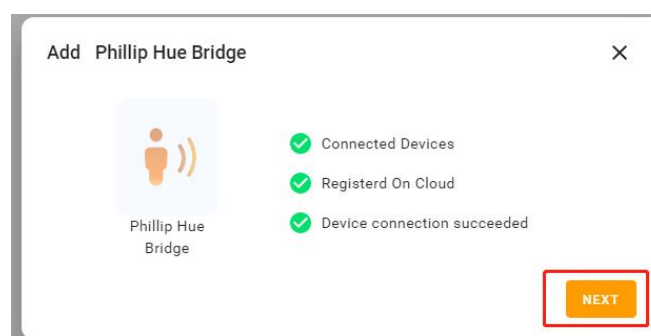 Add Phillip Hue Bridge
Connected Devices
Registerd On Cloud
Device connection succeeded
Phillip Hue
Bridge
NEXT